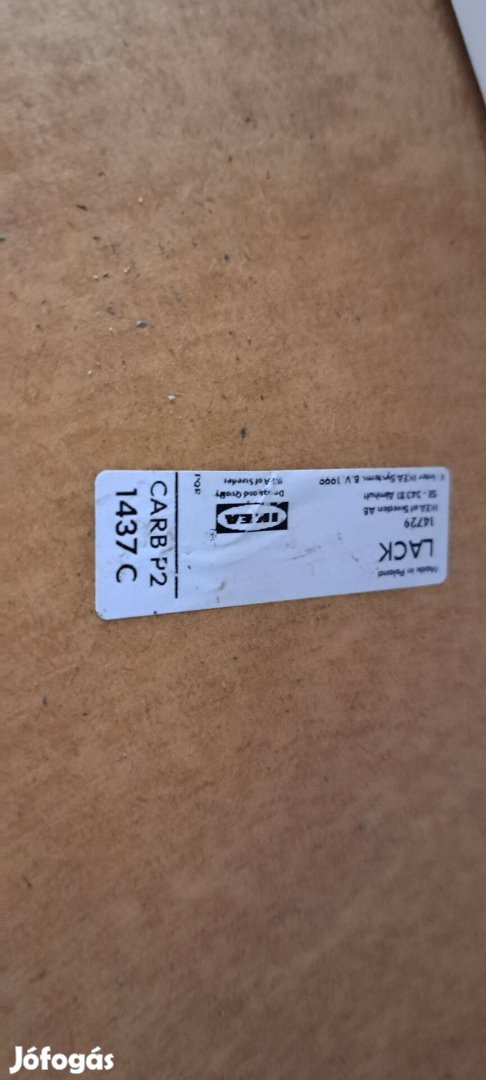 Made in Poland
LACK
14729
IKEA of Sweden AB
SE - 343 81 Älmhult
© Inter IKEA Systems B.V. 1999
IKEA
®
Design and Quality
IKEA of Sweden
PQR
CARB P2
1437 C
Jófogás